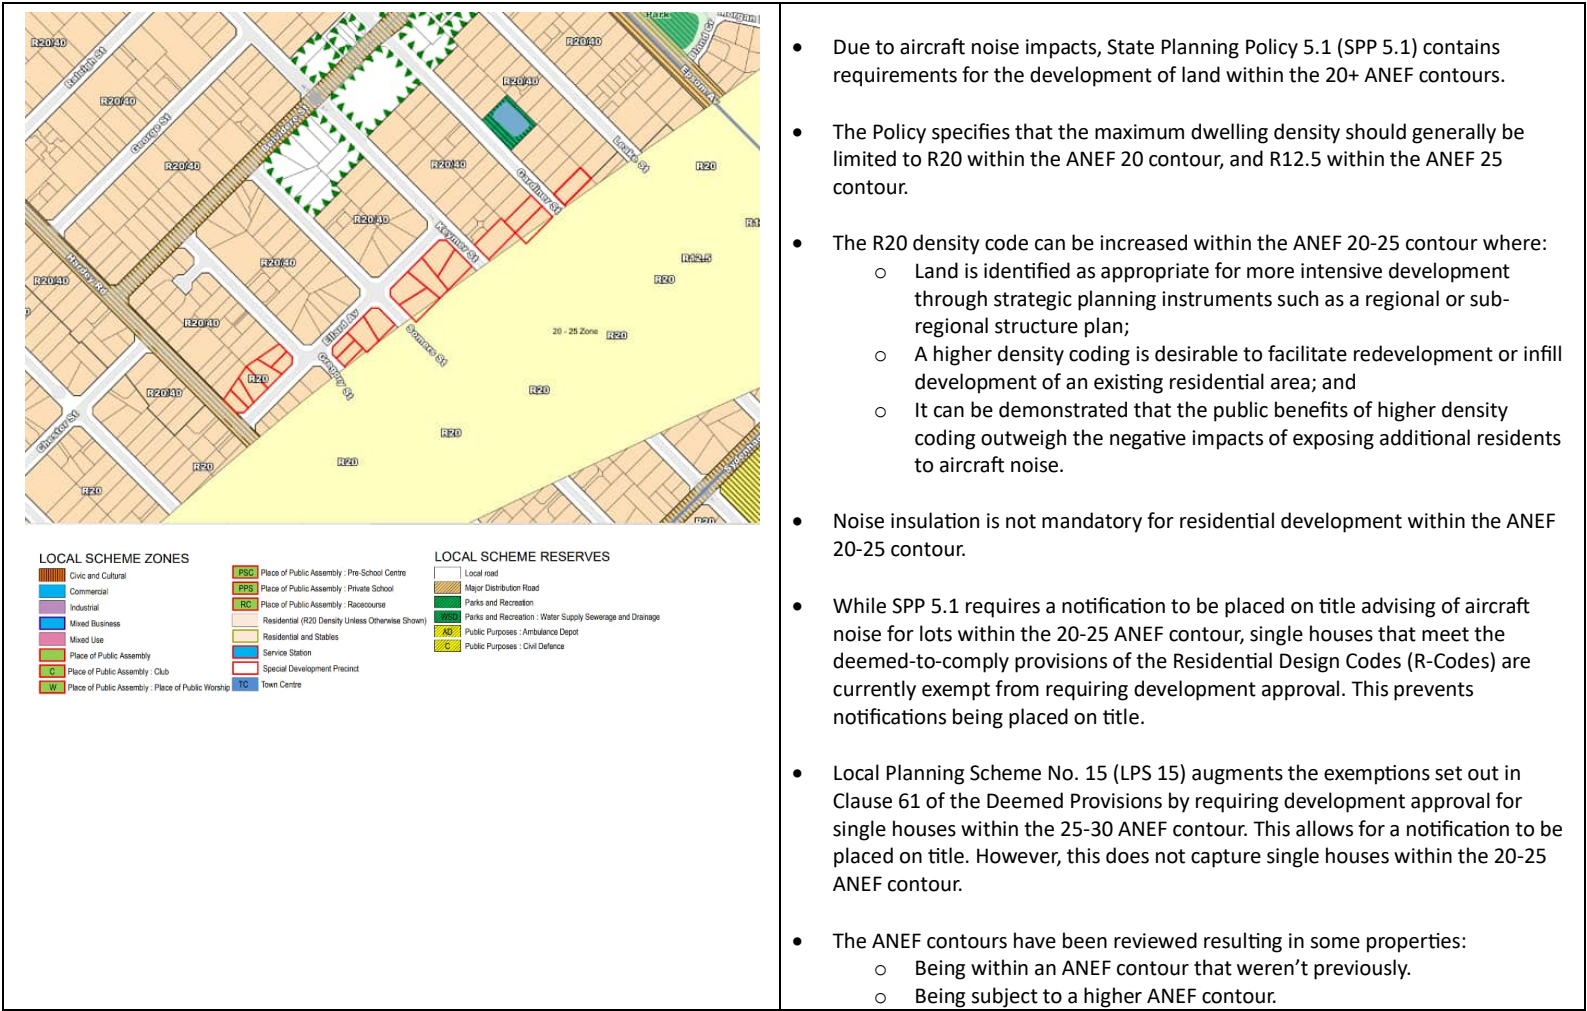 R20/40
Raleigh St
R20/40
George St
R20/40
Belvidere St
R20/40
R20/40
Park
Morgan
Bland Gr
Epsom Av
Leake St
R20/40
Gardiner St
R20
R20/40
Keymer St
R12.5
R20
Hardey Rd
R20/40
R20/40
R20/40
Ellard Av
Somers St
20 - 25 Zone
R20
Gregory St
R20
R20/40
R20
Chester St
R20
R20
R20
R20
R20
LOCAL SCHEME ZONES
Civic and Cultural
Commercial
Industrial
Mixed Business
Mixed Use
Place of Public Assembly
C Place of Public Assembly : Club
W Place of Public Assembly : Place of Public Worship
PSC Place of Public Assembly : Pre-School Centre
PPS Place of Public Assembly : Private School
RC Place of Public Assembly : Racecourse
Residential (R20 Density Unless Otherwise Shown)
Residential and Stables
Service Station
Special Development Precinct
TC Town Centre
LOCAL SCHEME RESERVES
Local road
Major Distribution Road
Parks and Recreation
WSD Parks and Recreation : Water Supply Sewerage and Drainage
AD Public Purposes : Ambulance Depot
C Public Purposes : Civil Defence
• Due to aircraft noise impacts, State Planning Policy 5.1 (SPP 5.1) contains
requirements for the development of land within the 20+ ANEF contours.
• The Policy specifies that the maximum dwelling density should generally be
limited to R20 within the ANEF 20 contour, and R12.5 within the ANEF 25
contour.
• The R20 density code can be increased within the ANEF 20-25 contour where:
o Land is identified as appropriate for more intensive development
through strategic planning instruments such as a regional or sub-
regional structure plan;
o A higher density coding is desirable to facilitate redevelopment or infill
development of an existing residential area; and
o It can be demonstrated that the public benefits of higher density
coding outweigh the negative impacts of exposing additional residents
to aircraft noise.
• Noise insulation is not mandatory for residential development within the ANEF
20-25 contour.
• While SPP 5.1 requires a notification to be placed on title advising of aircraft
noise for lots within the 20-25 ANEF contour, single houses that meet the
deemed-to-comply provisions of the Residential Design Codes (R-Codes) are
currently exempt from requiring development approval. This prevents
notifications being placed on title.
• Local Planning Scheme No. 15 (LPS 15) augments the exemptions set out in
Clause 61 of the Deemed Provisions by requiring development approval for
single houses within the 25-30 ANEF contour. This allows for a notification to be
placed on title. However, this does not capture single houses within the 20-25
ANEF contour.
• The ANEF contours have been reviewed resulting in some properties:
o Being within an ANEF contour that weren't previously.
o Being subject to a higher ANEF contour.